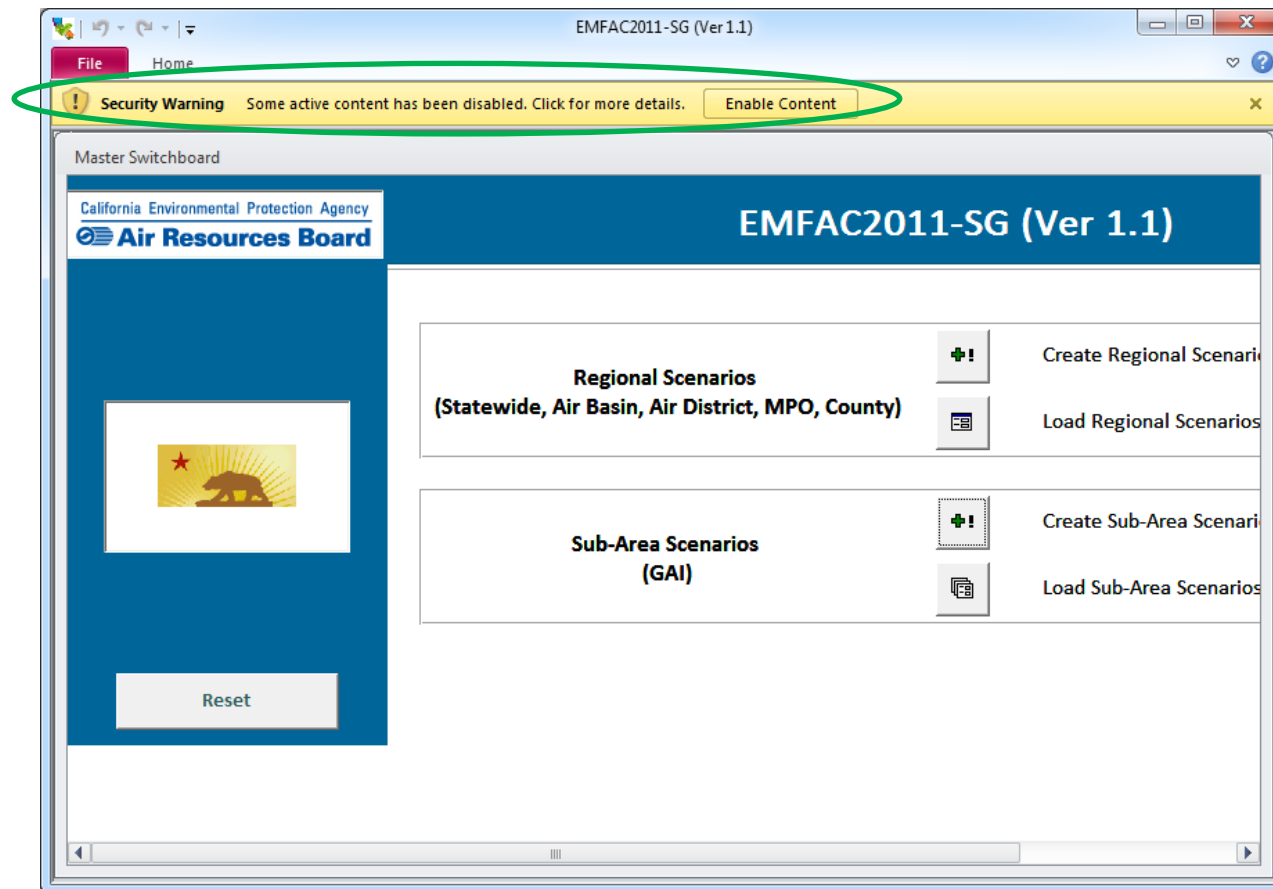 EMFAC2011-SG (Ver 1.1)
File Home
Security Warning Some active content has been disabled. Click for more details. Enable Content
Master Switchboard
California Environmental Protection Agency
Air Resources Board
EMFAC2011-SG (Ver 1.1)
Regional Scenarios
(Statewide, Air Basin, Air District, MPO, County)
Create Regional Scenari
Load Regional Scenarios
Sub-Area Scenarios
(GAI)
Create Sub-Area Scenari
Load Sub-Area Scenarios
Reset